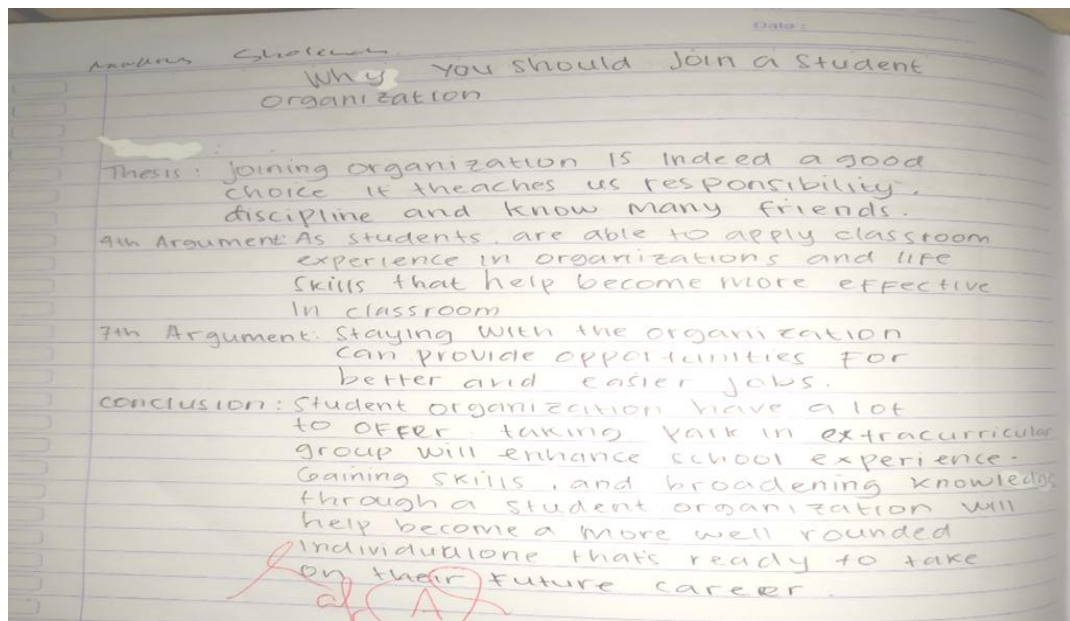 Date :
Why You Should Join a Student
organization
Thesis : Joining organization is indeed a good
choice it theaches us responsibility,
discipline and know many friends.
9th Argument: As students, are able to apply classroom
experience in organizations and life
skills that help become more effective
In classroom
7th Argument: Staying with the organization
can provide opportunities for
better and easier jobs.
conclusion : Student organization have a lot
to offer. taking Park in extracurricular
group will enhance school experience.
Gaining skills, and broadening knowledge
through a student organization will
help become a more well rounded
individualone that's ready to take
on their future career.
A